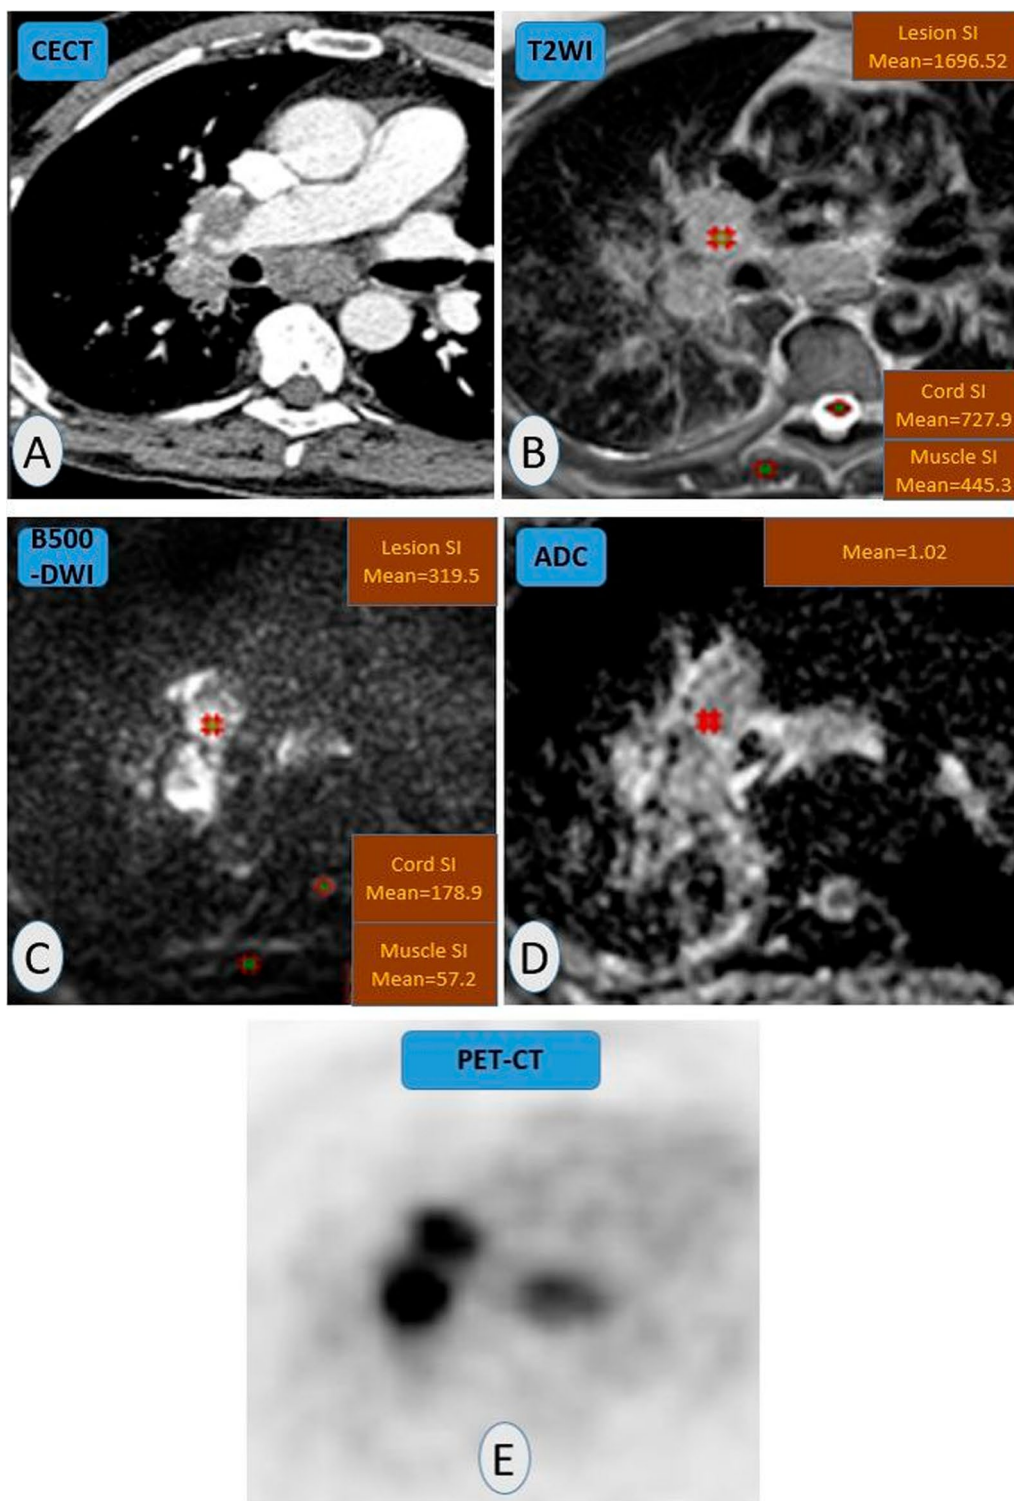 CECT
T2WI
Lesion SI
Mean=1696.52
Cord SI
Mean=727.9
Muscle SI
Mean=445.3
A
B
B500
-DWI
Lesion SI
Mean=319.5
ADC
Mean=1.02
Cord SI
Mean=178.9
Muscle SI
Mean=57.2
C
D
PET-CT
E